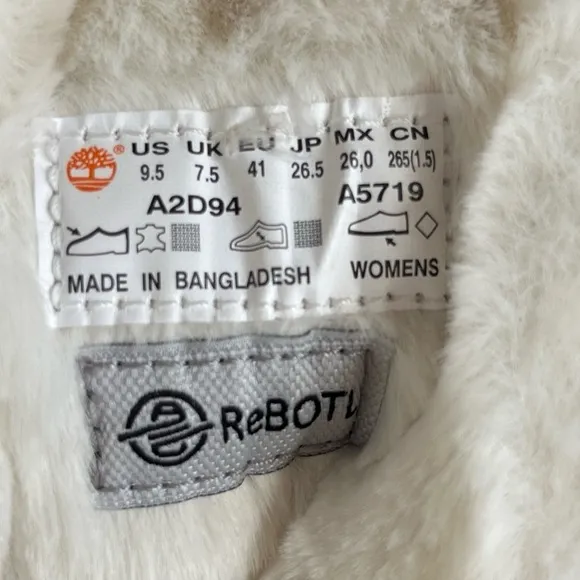 ® US UK EU JP MX CN
9.5 7.5 41 26.5 26,0 265(1.5)
A2D94 A5719
MADE IN BANGLADESH WOMENS
ReBOTL